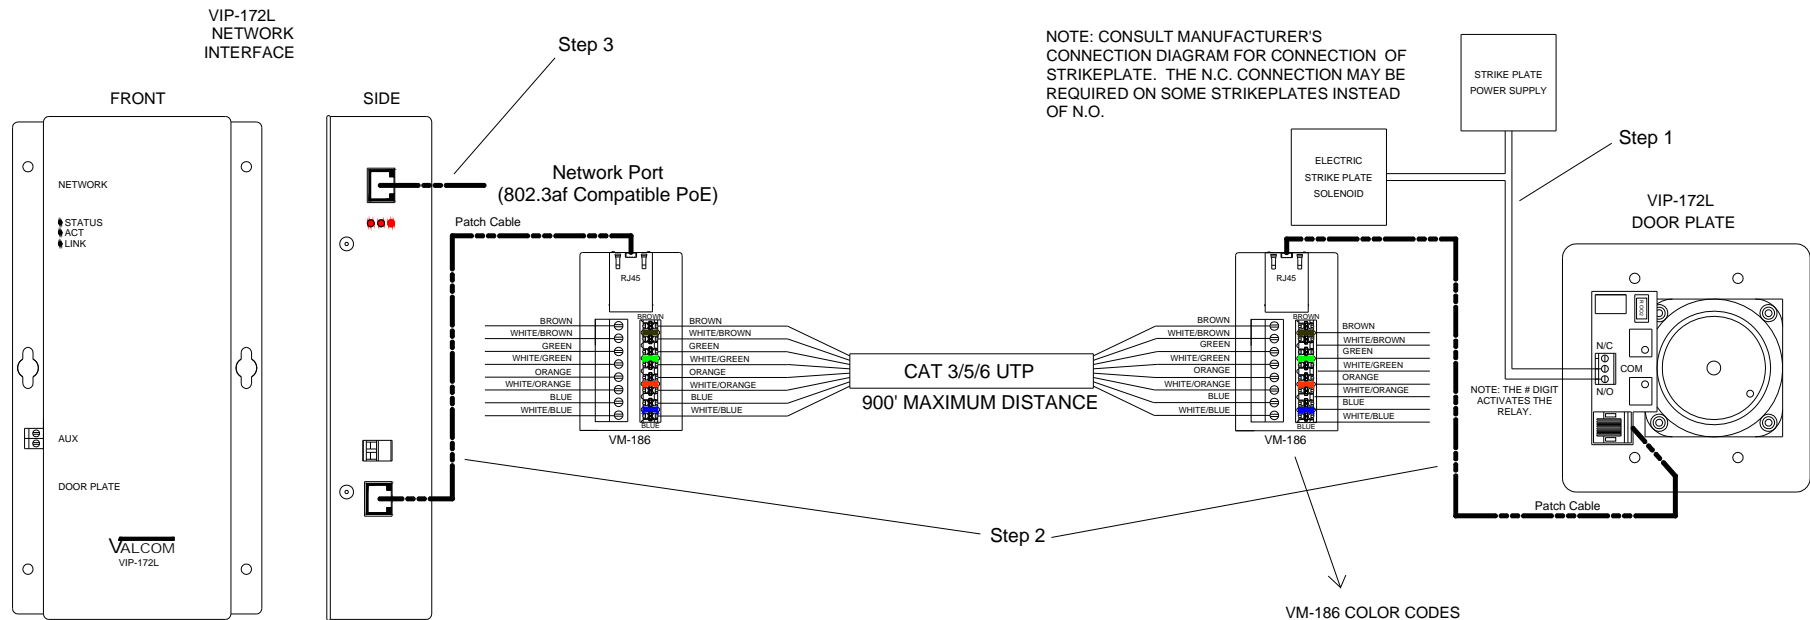 VIP-172L
NETWORK
INTERFACE
FRONT
SIDE
Step 3
NETWORK
STATUS
ACT
LINK
AUX
DOOR PLATE
VALCOM
VIP-172L
Network Port
(802.3af Compatible PoE)
Patch Cable
RJ45
BROWN
BROWN
WHITE/BROWN
GREEN
WHITE/GREEN
ORANGE
WHITE/ORANGE
BLUE
WHITE/BLUE
BROWN
WHITE/BROWN
GREEN
WHITE/GREEN
ORANGE
WHITE/ORANGE
BLUE
WHITE/BLUE
BLUE
VM-186
CAT 3/5/6 UTP
900' MAXIMUM DISTANCE
Step 2
NOTE: CONSULT MANUFACTURER'S
CONNECTION DIAGRAM FOR CONNECTION OF
STRIKEPLATE. THE N.C. CONNECTION MAY BE
REQUIRED ON SOME STRIKEPLATES INSTEAD
OF N.O.
STRIKE PLATE
POWER SUPPLY
ELECTRIC
STRIKE PLATE
SOLENOID
Step 1
RJ45
BROWN
BROWN
WHITE/BROWN
GREEN
WHITE/GREEN
ORANGE
WHITE/ORANGE
BLUE
WHITE/BLUE
BROWN
WHITE/BROWN
GREEN
WHITE/GREEN
ORANGE
WHITE/ORANGE
BLUE
WHITE/BLUE
BLUE
VM-186
VIP-172L
DOOR PLATE
N/C
COM
N/O
NOTE: THE # DIGIT
ACTIVATES THE
RELAY.
Patch Cable
VM-186 COLOR CODES